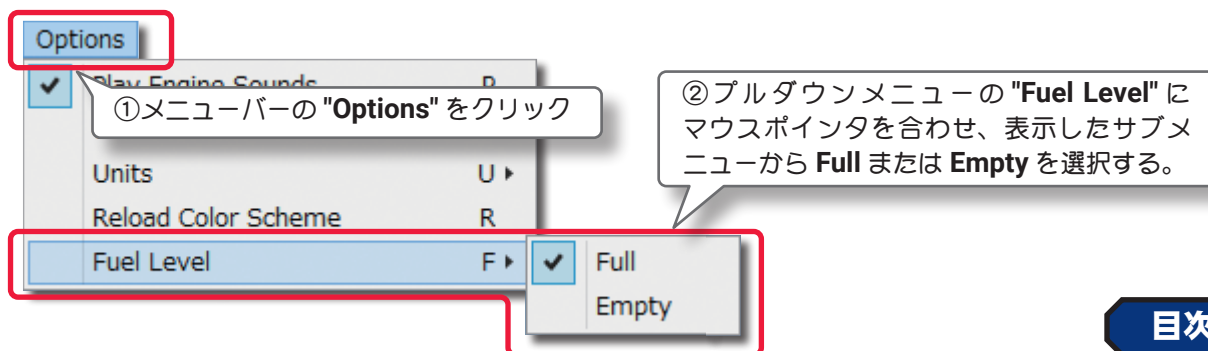 Options
Play Engine Sounds P
①メニューバーの "Options" をクリック
②プルダウンメニューの "Fuel Level" に
マウスポインタを合わせ、表示したサブメ
ニューから Full または Empty を選択する。
Units U
Reload Color Scheme R
Fuel Level F
Full
Empty
目次